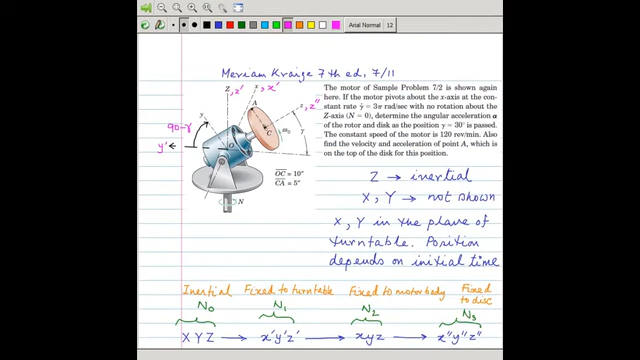 Arial Normal 12
Meriam Kraige 7th ed, 7/11
The motor of Sample Problem 7/2 is shown again
here. If the motor pivots about the x-axis at the con-
stant rate γ̇ = 3π rad/sec with no rotation about the
Z-axis (N = 0), determine the angular acceleration α
of the rotor and disk as the position γ = 30° is passed.
The constant speed of the motor is 120 rev/min. Also
find the velocity and acceleration of point A, which is
on the top of the disk for this position.
Z, z'
x, x'
z, z"
A
y
90-γ
y'
O
C
ω₀
γ
N
OC = 10"
CA = 5"
Z → inertial
X, Y → not shown
X, Y in the plane of
turntable. Position
depends on initial time
Inertial Fixed to turntable Fixed to motor body Fixed to disc
N₀ N₁ N₂ N₃
X Y Z → x'y'z' → xyz → x"y"z"